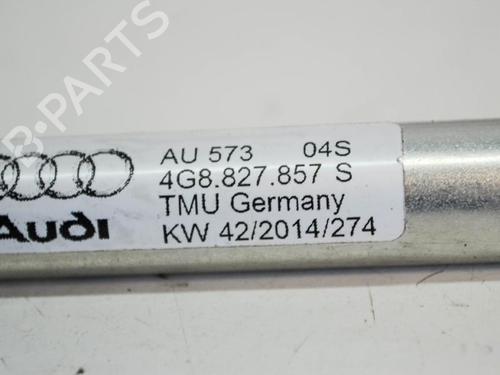 B PARTS
AU 573 04S
4G8.827.857 S
TMU Germany
KW 42/2014/274
Audi